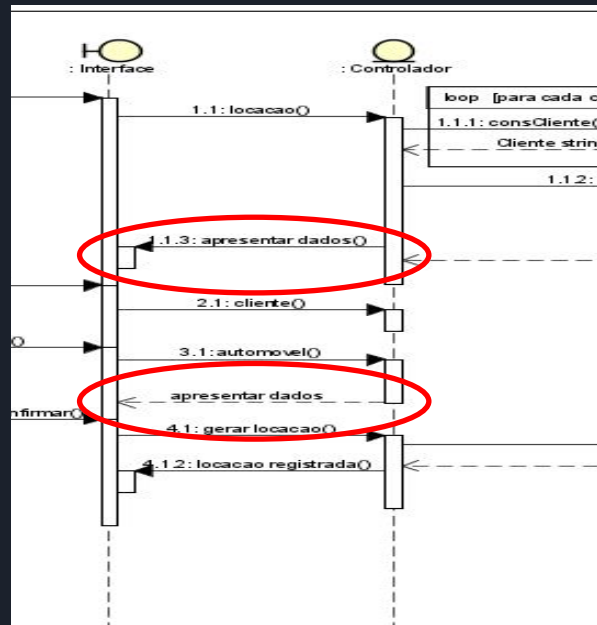 : Interface
: Controlador
loop [para cada c
1.1: locacao()
1.1.1: consCliente(
Cliente strin
1.1.2:
1.1.3: apresentar dados()
2.1: cliente()
()
3.1: automovel()
apresentar dados
nfirmar()
4.1: gerar locacao()
4.1.2: locacao registrada()